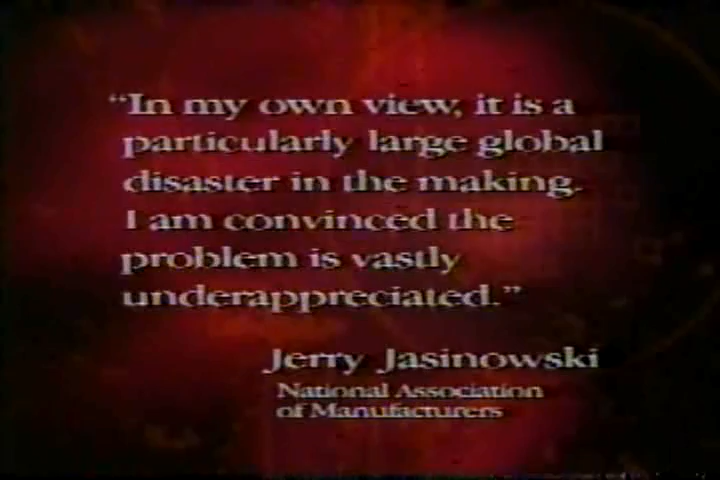 “In my own view, it is a
particularly large global
disaster in the making.
I am convinced the
problem is vastly
underappreciated.”
Jerry Jasinowski
National Association
of Manufacturers